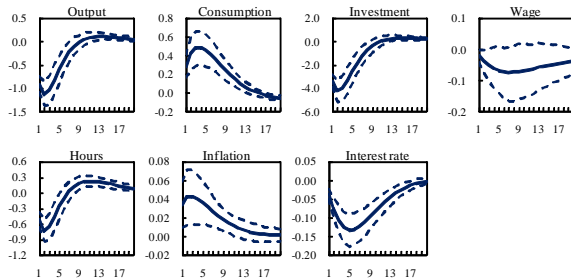 Output Consumption Investment Wage
0.5 0.8 2.0 0.1
0.0 0.6 0.0 0.0
0.4
-0.5 0.2 -2.0
-1.0 0.0 -4.0 -0.1
-1.5 -0.2 -6.0 -0.2
1 5 9 13 17 1 5 9 13 17 1 5 9 13 17 1 5 9 13 17
Hours Inflation Interest rate
0.6 0.08 0.05
0.3 0.06 0.00
0.0 0.04 -0.05
-0.3 0.02 -0.10
-0.6
-0.9 0.00 -0.15
-1.2 -0.02 -0.20
1 5 9 13 17 1 5 9 13 17 1 5 9 13 17